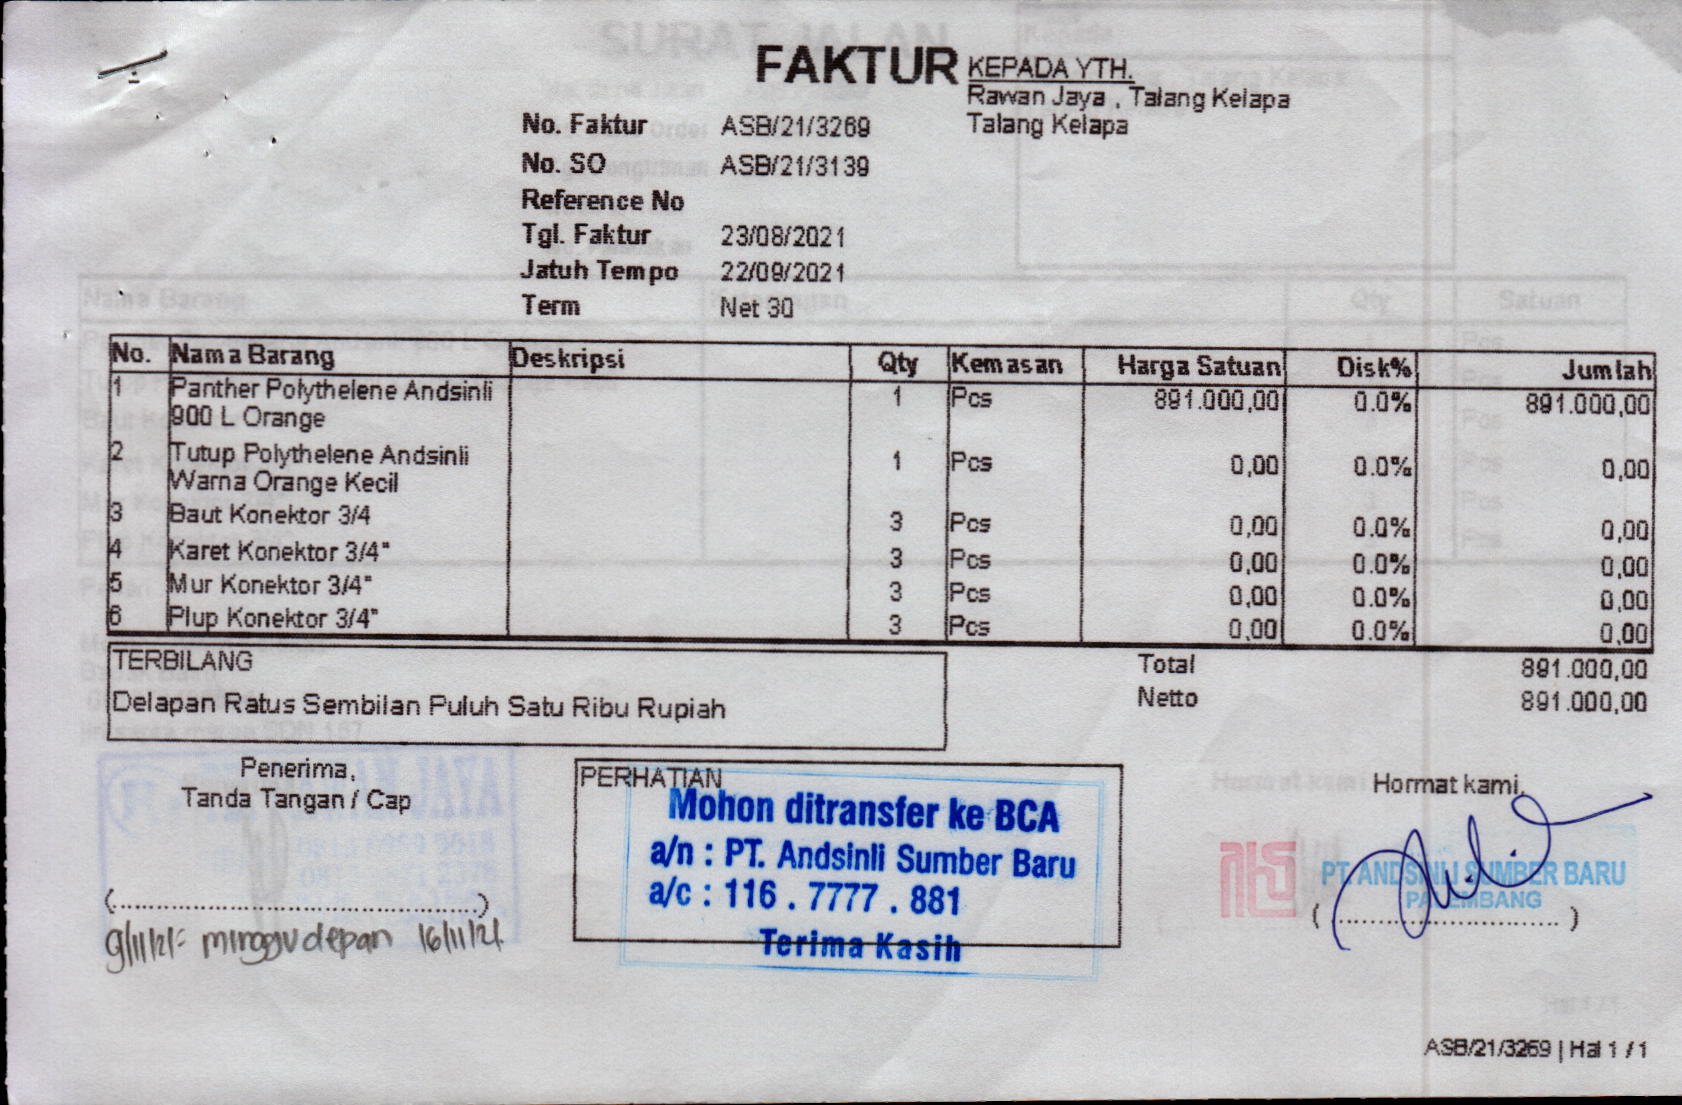 FAKTUR
KEPADA YTH.
Rawan Jaya , Talang Kelapa
Talang Kelapa
No. Faktur ASB/21/3269
No. SO ASB/21/3139
Reference No
Tgl. Faktur 23/08/2021
Jatuh Tempo 22/09/2021
Term Net 30
No. Nama Barang Deskripsi Qty Kemasan Harga Satuan Disk% Jumlah
1 Panther Polythelene Andsinli 1 Pcs 891.000,00 0.0% 891.000,00
900 L Orange
2 Tutup Polythelene Andsinli 1 Pcs 0,00 0.0% 0,00
Warna Orange Kecil
3 Baut Konektor 3/4 3 Pcs 0,00 0.0% 0,00
4 Karet Konektor 3/4" 3 Pcs 0,00 0.0% 0,00
5 Mur Konektor 3/4" 3 Pcs 0,00 0.0% 0,00
6 Plup Konektor 3/4" 3 Pcs 0,00 0.0% 0,00
TERBILANG
Delapan Ratus Sembilan Puluh Satu Ribu Rupiah
Total 891.000,00
Netto 891.000,00
Penerima,
Tanda Tangan / Cap
(..................................................)
9/11/21= minggu depan 16/11/21
PERHATIAN
Mohon ditransfer ke BCA
a/n : PT. Andsinli Sumber Baru
a/c : 116 . 7777 . 881
Terima Kasih
Hormat kami,
PT. ANDSINLI SUMBER BARU
PALEMBANG
(................................)
ASB/21/3269 | Hal 1 / 1